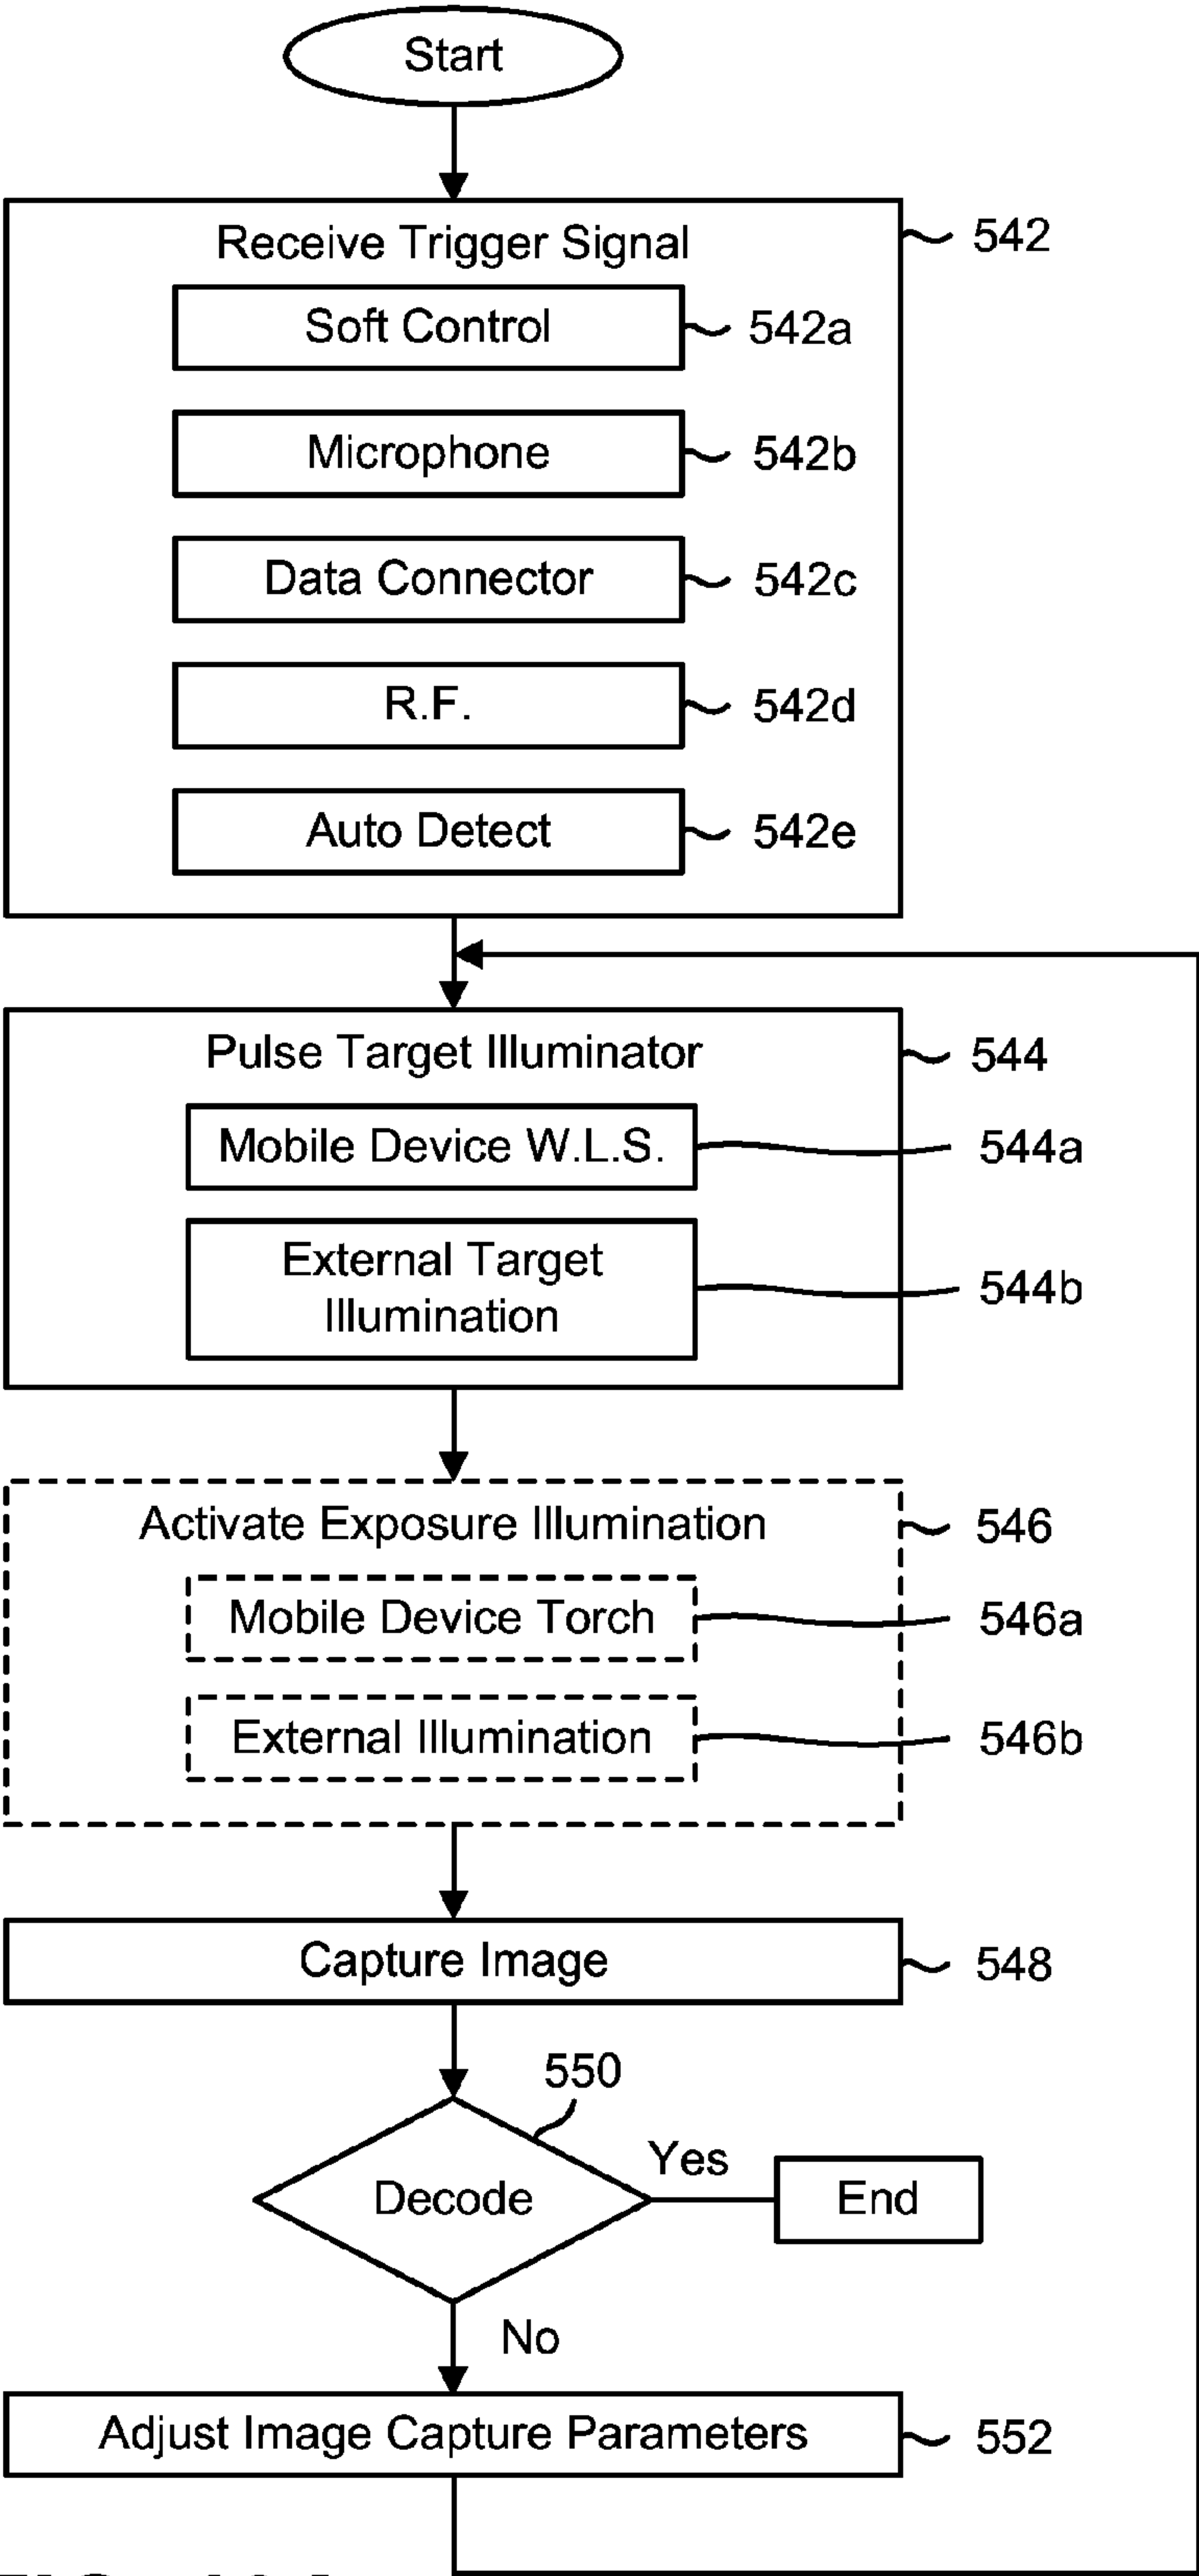 Start
Receive Trigger Signal
542
Soft Control
542a
Microphone
542b
Data Connector
542c
R.F.
542d
Auto Detect
542e
Pulse Target Illuminator
544
Mobile Device W.L.S.
544a
External Target
Illumination
544b
Activate Exposure Illumination
546
Mobile Device Torch
546a
External Illumination
546b
Capture Image
548
550
Decode
Yes
End
No
Adjust Image Capture Parameters
552